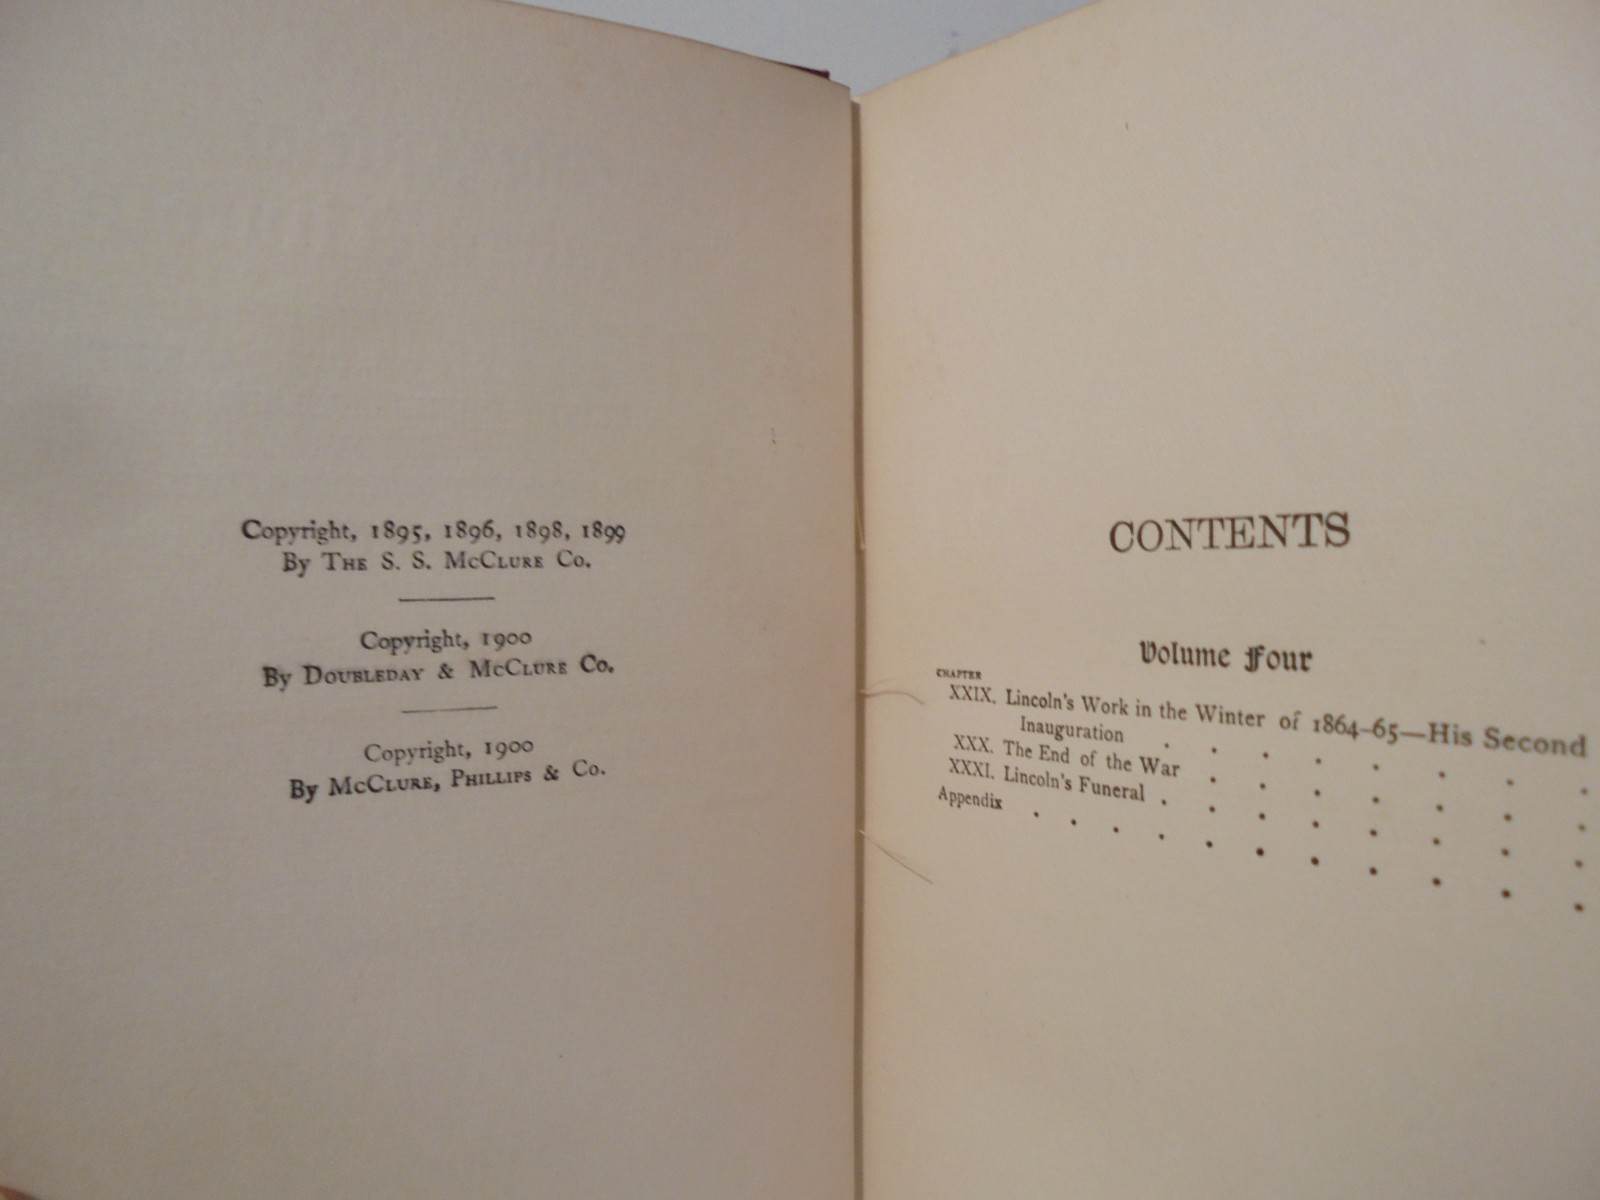 Copyright, 1895, 1896, 1898, 1899
By The S. S. McClure Co.
Copyright, 1900
By Doubleday & McClure Co.
Copyright, 1900
By McClure, Phillips & Co.
CONTENTS
Volume Four
CHAPTER
XXIX. Lincoln's Work in the Winter of 1864-65—His Second
Inauguration . . . . . . . .
XXX. The End of the War . . . . . . .
XXXI. Lincoln's Funeral . . . . . . . .
Appendix . . . . . . . . . . .